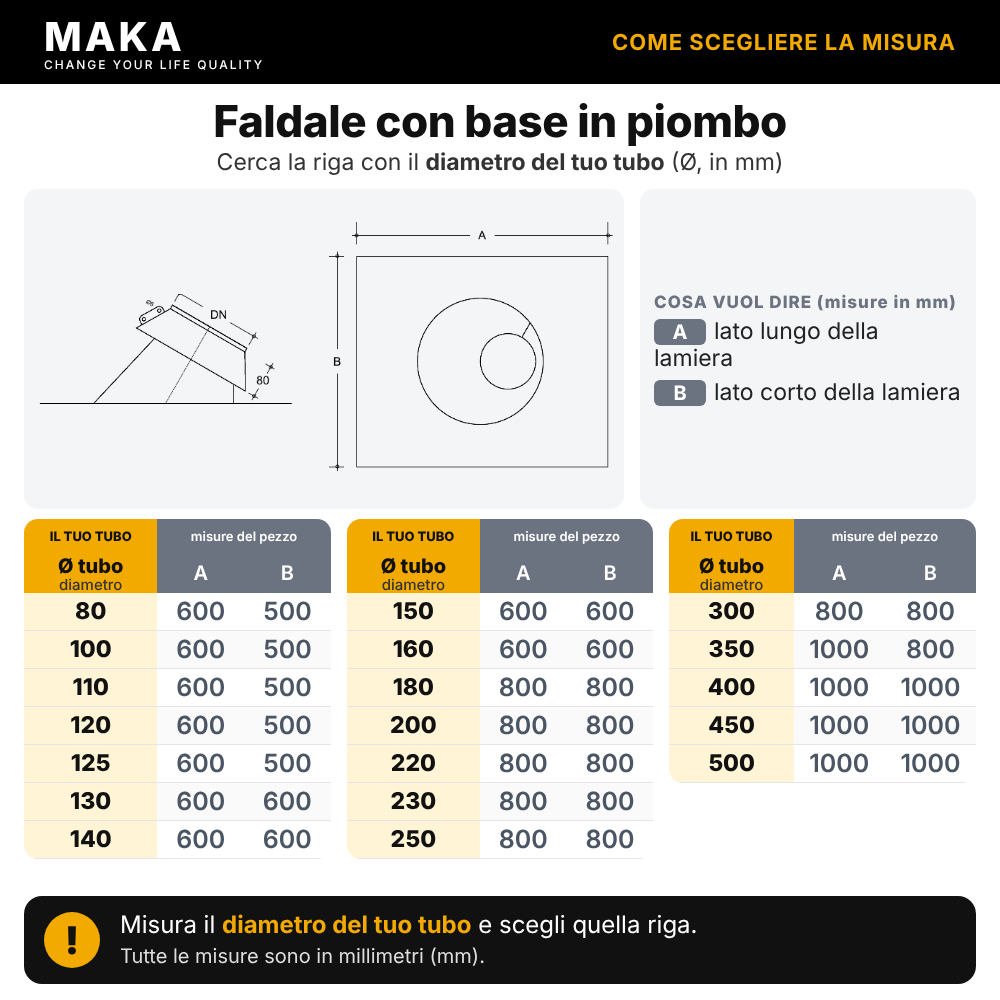 MAKA
CHANGE YOUR LIFE QUALITY
COME SCEGLIERE LA MISURA
Faldale con base in piombo
Cerca la riga con il diametro del tuo tubo (Ø, in mm)
A
B
DN
80
COSA VUOL DIRE (misure in mm)
A lato lungo della
lamiera
B lato corto della lamiera
IL TUO TUBO misure del pezzo
Ø tubo A B
diametro
80 600 500
100 600 500
110 600 500
120 600 500
125 600 500
130 600 600
140 600 600
IL TUO TUBO misure del pezzo
Ø tubo A B
diametro
150 600 600
160 600 600
180 800 800
200 800 800
220 800 800
230 800 800
250 800 800
IL TUO TUBO misure del pezzo
Ø tubo A B
diametro
300 800 800
350 1000 800
400 1000 1000
450 1000 1000
500 1000 1000
! Misura il diametro del tuo tubo e scegli quella riga.
Tutte le misure sono in millimetri (mm).